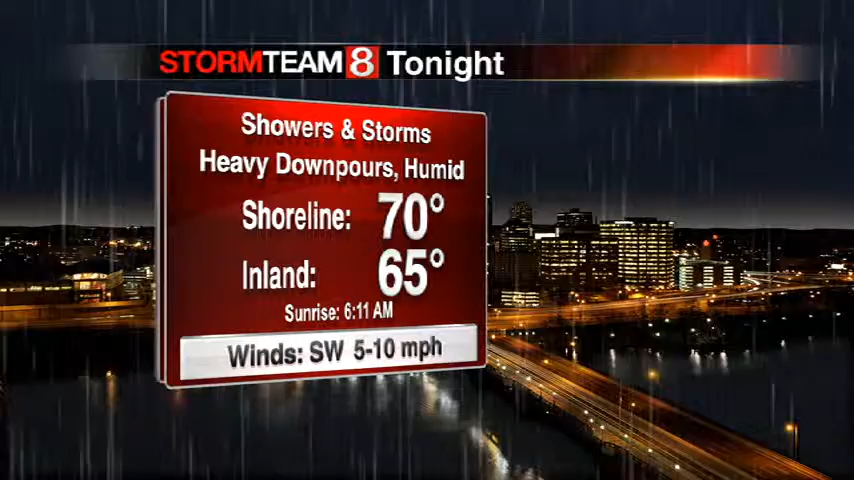 STORMTEAM 8 Tonight
Showers & Storms
Heavy Downpours, Humid
Shoreline: 70°
Inland: 65°
Sunrise: 6:11 AM
Winds: SW 5-10 mph